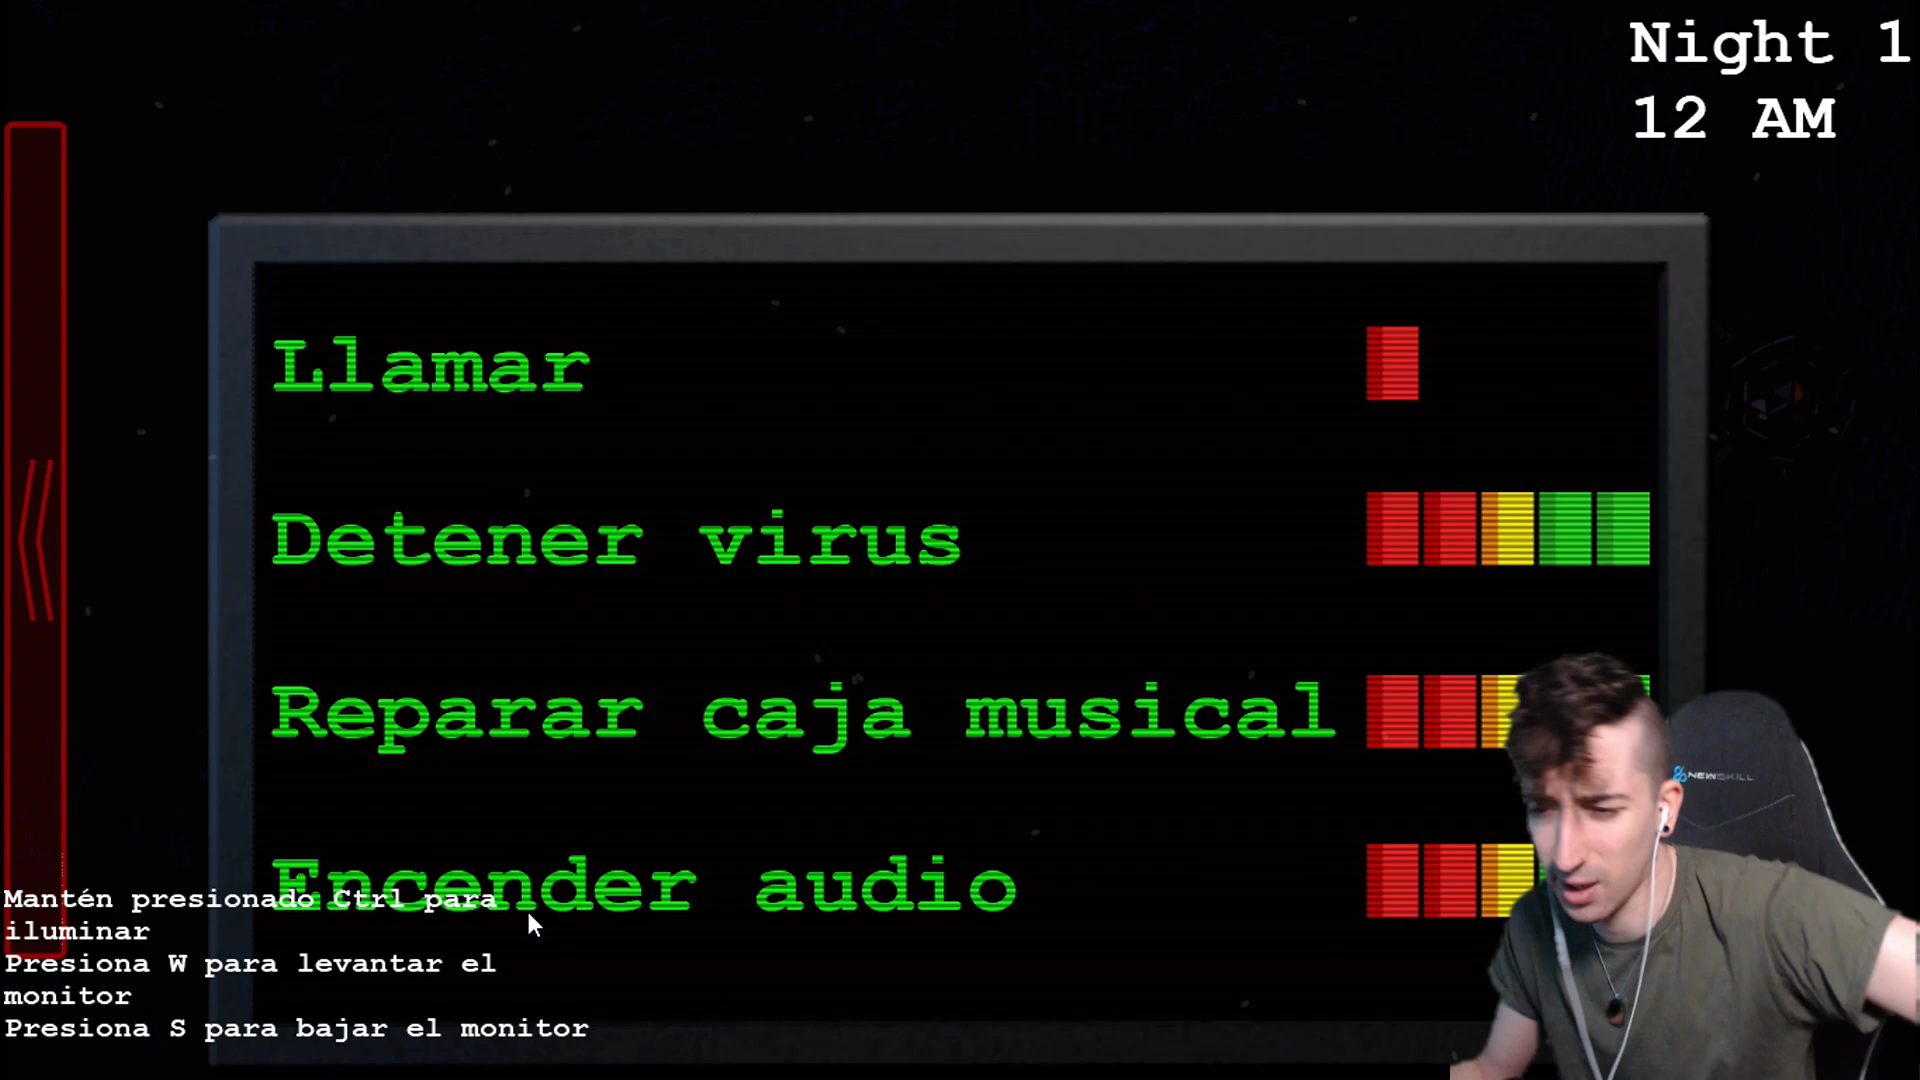 Night 1
12 AM
Llamar
Detener virus
Reparar caja musical
Encender audio
Mantén presionado Ctrl para
iluminar
Presiona W para levantar el
monitor
Presiona S para bajar el monitor
NEWSKILL